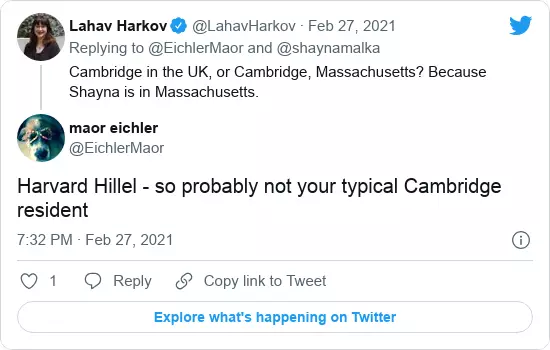 Lahav Harkov @LahavHarkov · Feb 27, 2021
Replying to @EichlerMaor and @shaynamalka
Cambridge in the UK, or Cambridge, Massachusetts? Because
Shayna is in Massachusetts.
maor eichler
@EichlerMaor
Harvard Hillel - so probably not your typical Cambridge
resident
7:32 PM · Feb 27, 2021
1 Reply Copy link to Tweet
Explore what's happening on Twitter